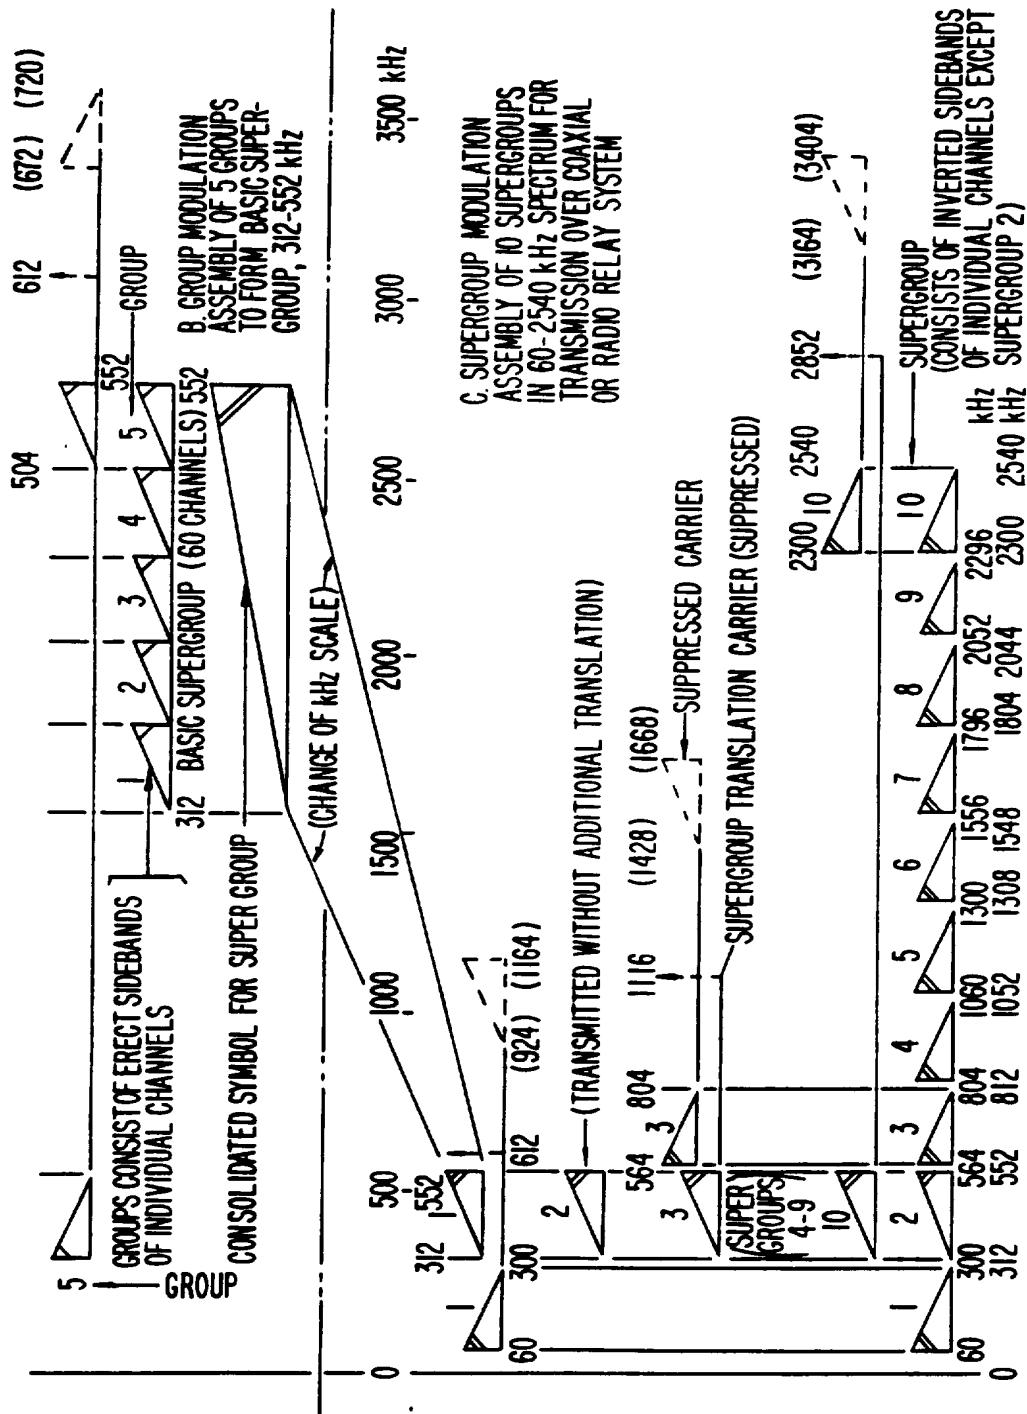 504
612
(672) (720)
552
5
GROUP
GROUPS CONSIST OF ERECT SIDEBANDS
OF INDIVIDUAL CHANNELS
1
2
3
4
5
GROUP
312 BASIC SUPERGROUP (60 CHANNELS) 552
B. GROUP MODULATION
ASSEMBLY OF 5 GROUPS
TO FORM BASIC SUPER-
GROUP, 312-552 kHz
CONSOLIDATED SYMBOL FOR SUPER GROUP
(CHANGE OF kHz SCALE)
0
500
1000
1500
2000
2500
3000
3500 kHz
312
1
552
C. SUPERGROUP MODULATION
ASSEMBLY OF 10 SUPERGROUPS
IN 60-2540 kHz SPECTRUM FOR
TRANSMISSION OVER COAXIAL
OR RADIO RELAY SYSTEM
1
60
300
612
(924) (1164)
2
(TRANSMITTED WITHOUT ADDITIONAL TRANSLATION)
564
3
804
1116
(1428)
(1668)
SUPPRESSED CARRIER
3
SUPERGROUP TRANSLATION CARRIER (SUPPRESSED)
SUPER
GROUPS
4-9
2300
10
2540
2852
(3164)
(3404)
10
SUPERGROUP
(CONSISTS OF INVERTED SIDEBANDS
OF INDIVIDUAL CHANNELS EXCEPT
SUPERGROUP 2)
1
2
3
4
5
6
7
8
9
10
60
300
564
804
1060
1300
1556
1796
2052
2296
kHz
0
312
552
812
1052
1308
1548
1804
2044
2300
2540 kHz